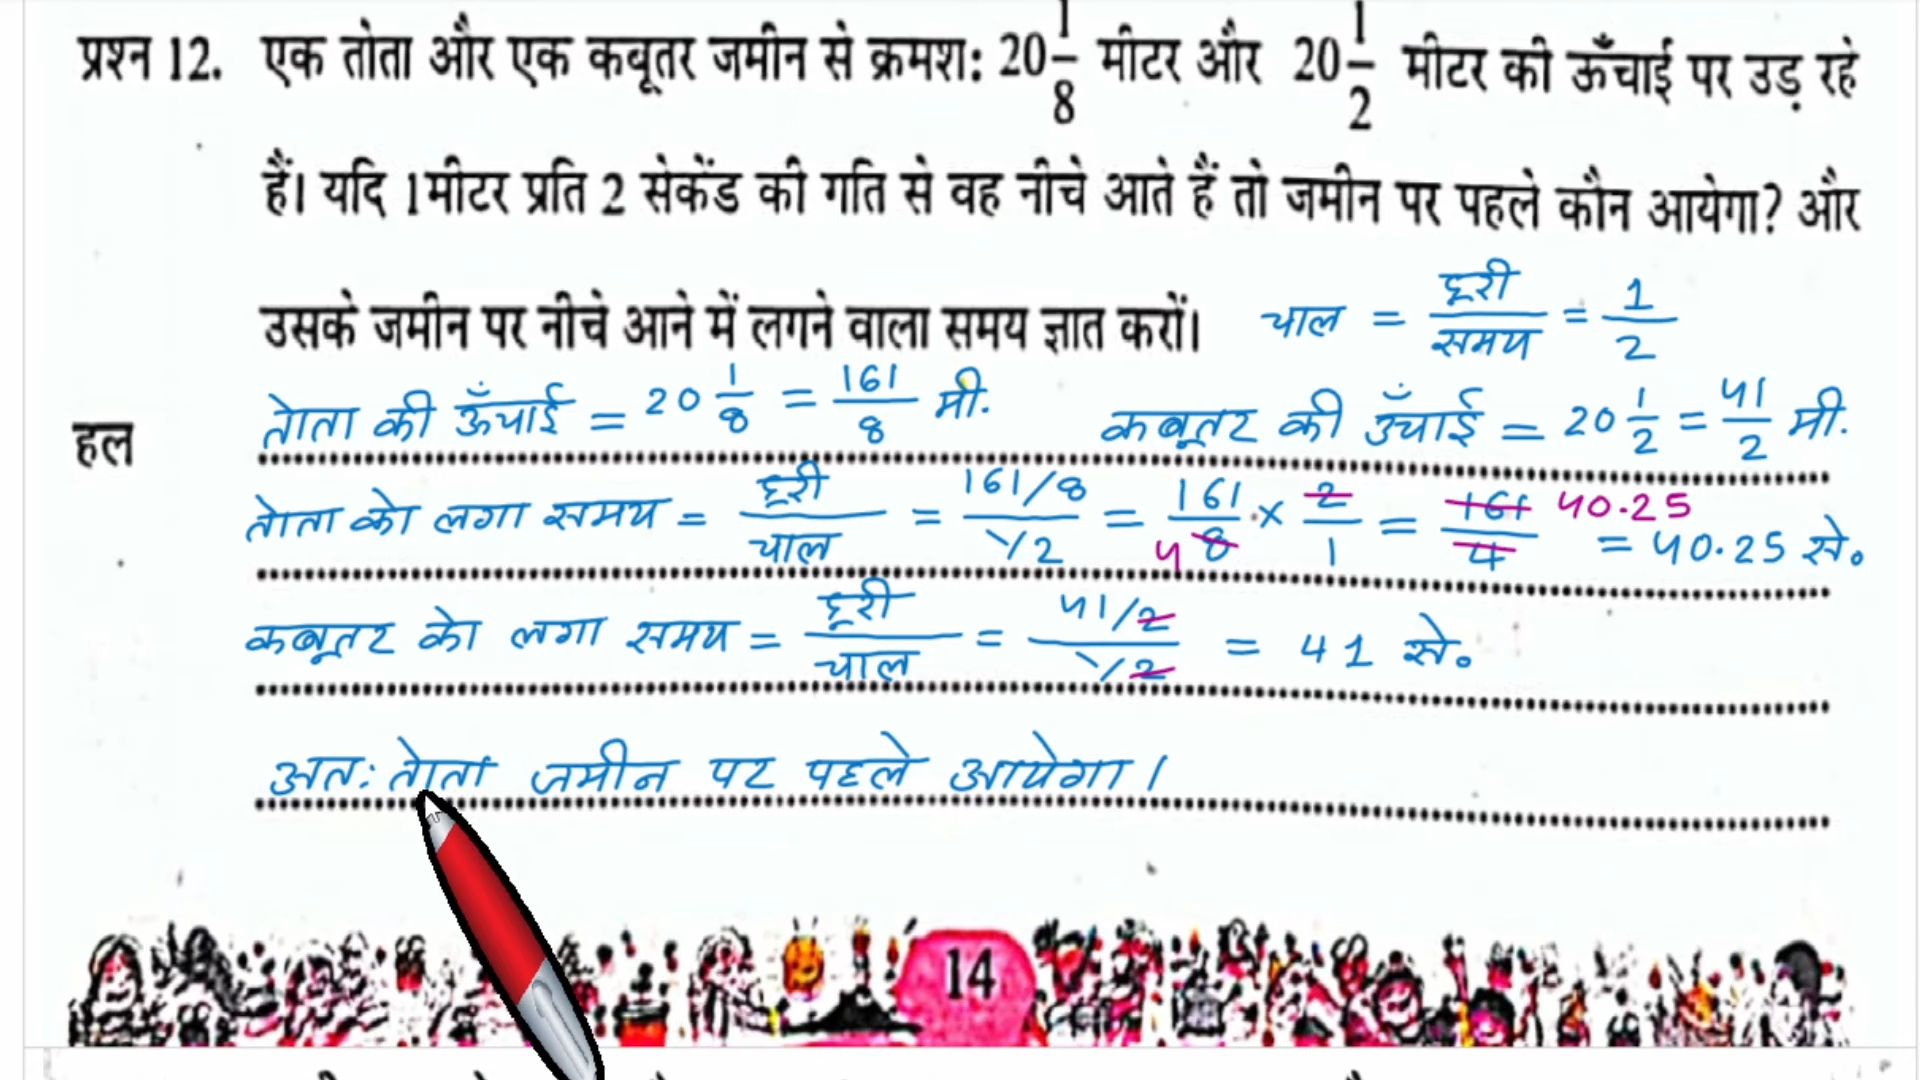 प्रश्न 12. एक तोता और एक कबूतर जमीन से क्रमश: 20 1/8 मीटर और 20 1/2 मीटर की ऊँचाई पर उड़ रहे
हैं। यदि 1मीटर प्रति 2 सेकेंड की गति से वह नीचे आते हैं तो जमीन पर पहले कौन आयेगा? और
उसके जमीन पर नीचे आने में लगने वाला समय ज्ञात करों। चाल = दूरी/समय = 1/2
हल तोता की ऊँचाई = 20 1/8 = 161/8 मी. कबूतर की उँचाई = 20 1/2 = 41/2 मी.
तोता को लगा समय = दूरी/चाल = 161/8 / 1/2 = 161/8 × 2/1 = 161/4 = 40.25 से.
4 40.25
कबूतर को लगा समय = दूरी/चाल = 41/2 / 1/2 = 41 से.
अत: तोता जमीन पर पहले आयेगा।
14